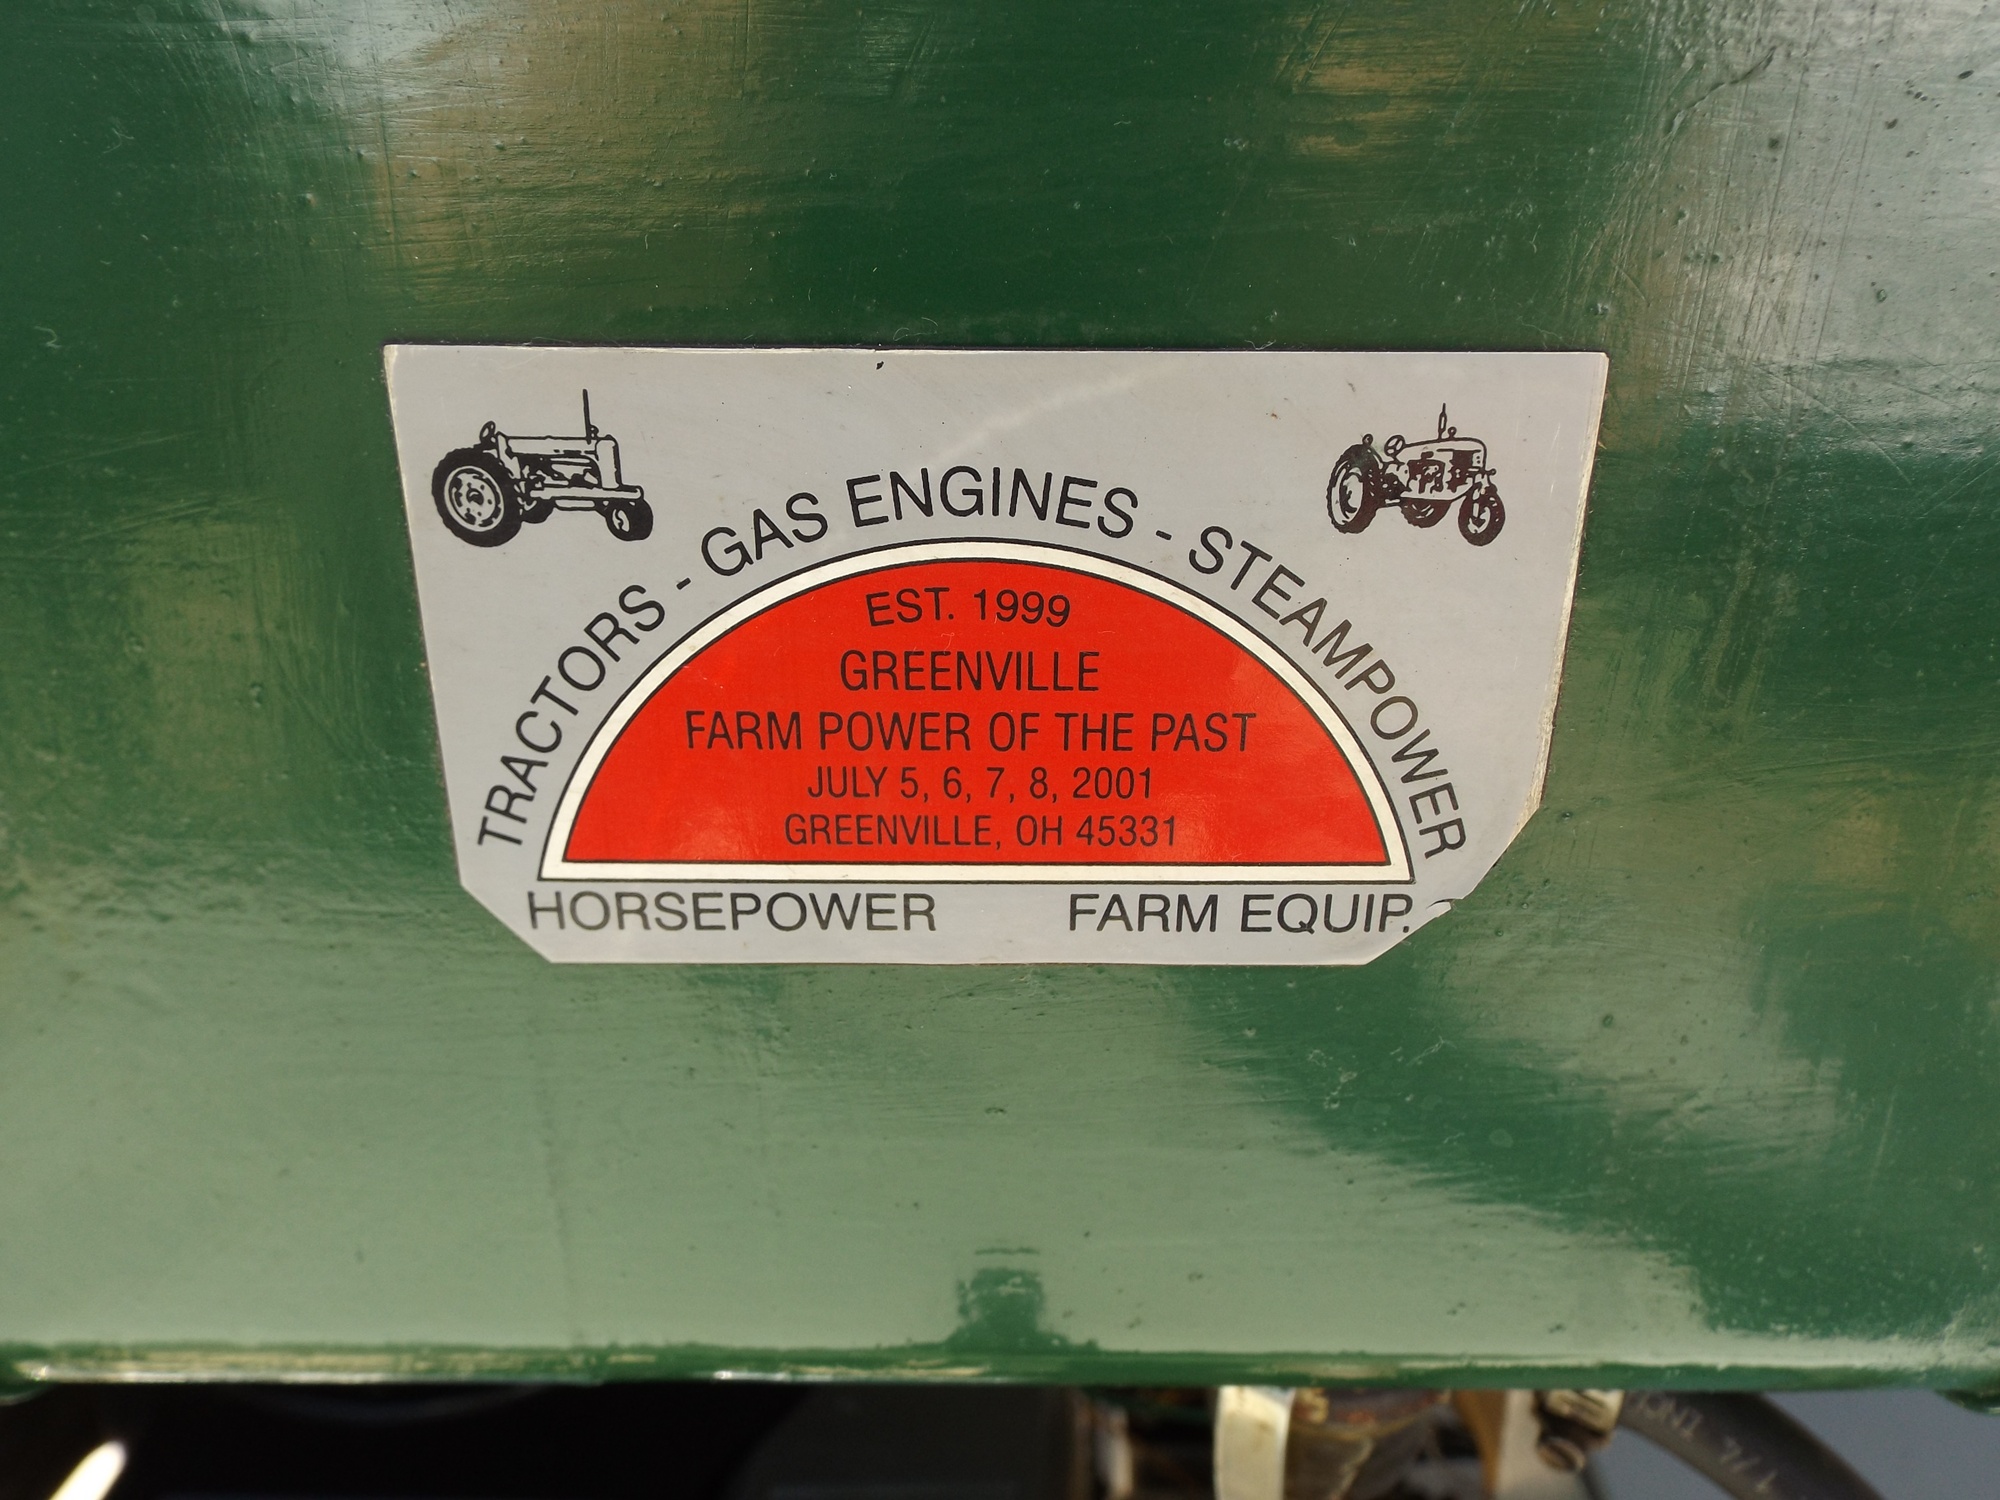 TRACTORS - GAS ENGINES - STEAMPOWER
EST. 1999
GREENVILLE
FARM POWER OF THE PAST
JULY 5, 6, 7, 8, 2001
GREENVILLE, OH 45331
HORSEPOWER FARM EQUIP.